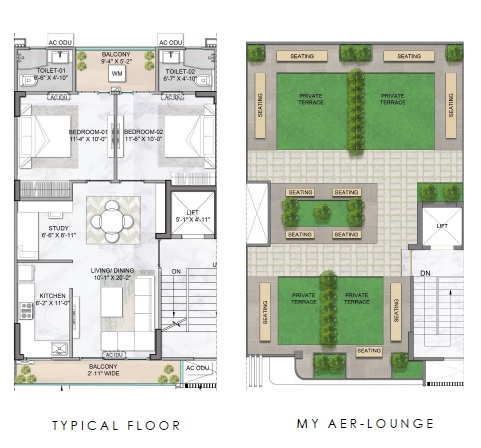 AC ODU
AC ODU
BALCONY
9'-4" X 5'-2"
TOILET-01
6'-6" X 4'-10"
WM
TOILET-02
6'-7" X 4'-10"
AC IDU
AC IDU
BEDROOM-01
11'-4" X 10'-0"
BEDROOM-02
11'-6" X 10'-0"
LIFT
5'-1" X 4'-11"
STUDY
6'-6" X 6'-11"
LIVING/ DINING
10'-1" X 20'-2"
DN
KITCHEN
6'-2" X 11'-0"
AC IDU
BALCONY
2'-11" WIDE
AC ODU
TYPICAL FLOOR
SEATING
SEATING
SEATING
PRIVATE
TERRACE
PRIVATE
TERRACE
SEATING
SEATING
SEATING
SEATING
SEATING
LIFT
DN
SEATING
PRIVATE
TERRACE
PRIVATE
TERRACE
SEATING
SEATING
MY AER-LOUNGE